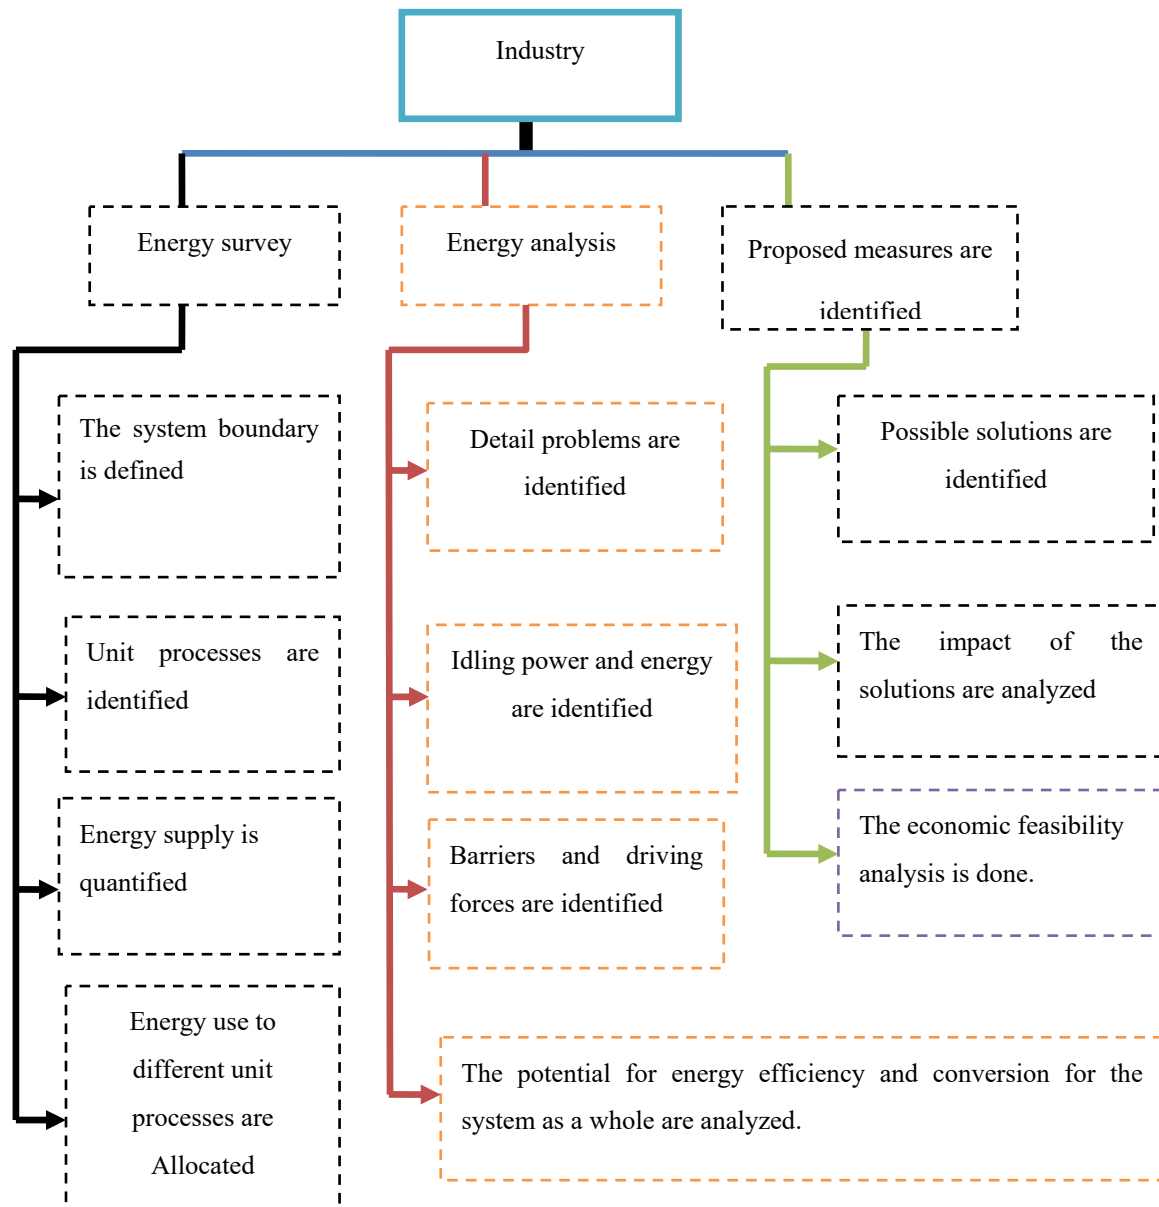 Industry
Energy survey
Energy analysis
Proposed measures are
identified
The system boundary
is defined
Unit processes are
identified
Energy supply is
quantified
Energy use to
different unit
processes are
Allocated
Detail problems are
identified
Idling power and energy
are identified
Barriers and driving
forces are identified
The potential for energy efficiency and conversion for the
system as a whole are analyzed.
Possible solutions are
identified
The impact of the
solutions are analyzed
The economic feasibility
analysis is done.